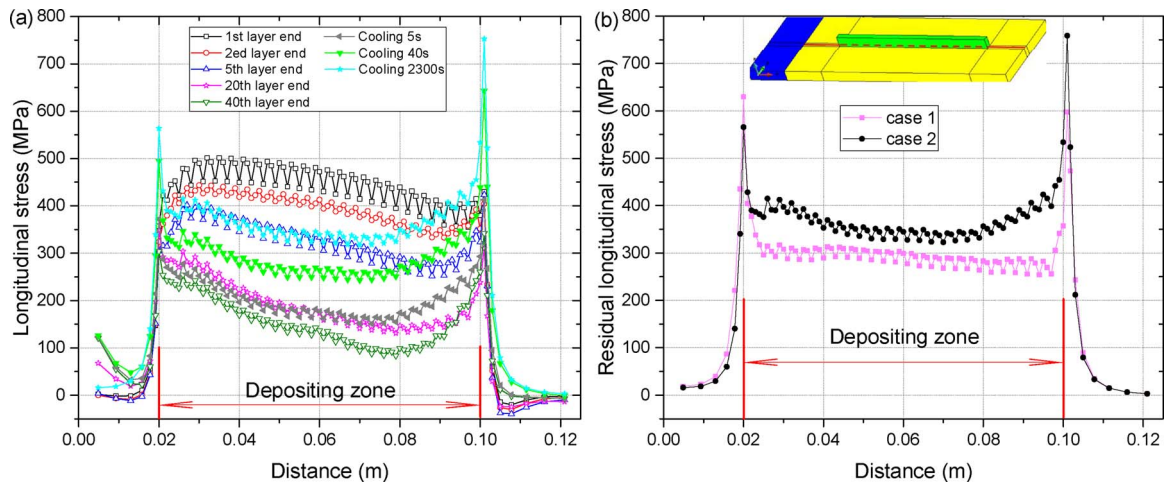 (a)
800
700
600
500
400
300
200
100
0
Longitudinal stress (MPa)
1st layer end
2ed layer end
5th layer end
20th layer end
40th layer end
Cooling 5s
Cooling 40s
Cooling 2300s
Depositing zone
0.00 0.02 0.04 0.06 0.08 0.10 0.12
Distance (m)
(b)
800
700
600
500
400
300
200
100
0
Residual longitudinal stress (MPa)
case 1
case 2
Depositing zone
0.00 0.02 0.04 0.06 0.08 0.10 0.12
Distance (m)